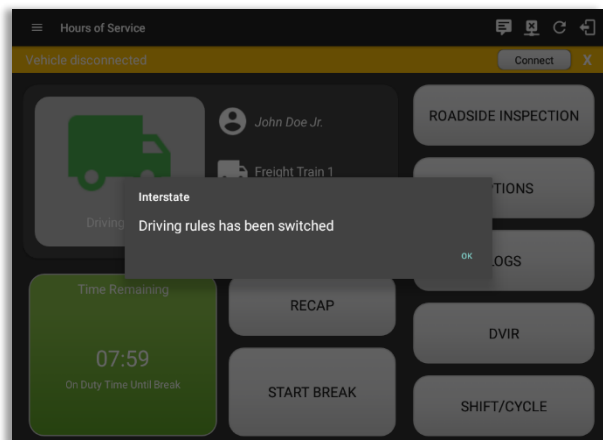 Hours of Service
Vehicle disconnected
Connect
X
John Doe Jr.
Freight Train 1
Driving
Interstate
Driving rules has been switched
OK
ROADSIDE INSPECTION
TIONS
LOGS
DVIR
SHIFT/CYCLE
Time Remaining
07:59
On Duty Time Until Break
RECAP
START BREAK